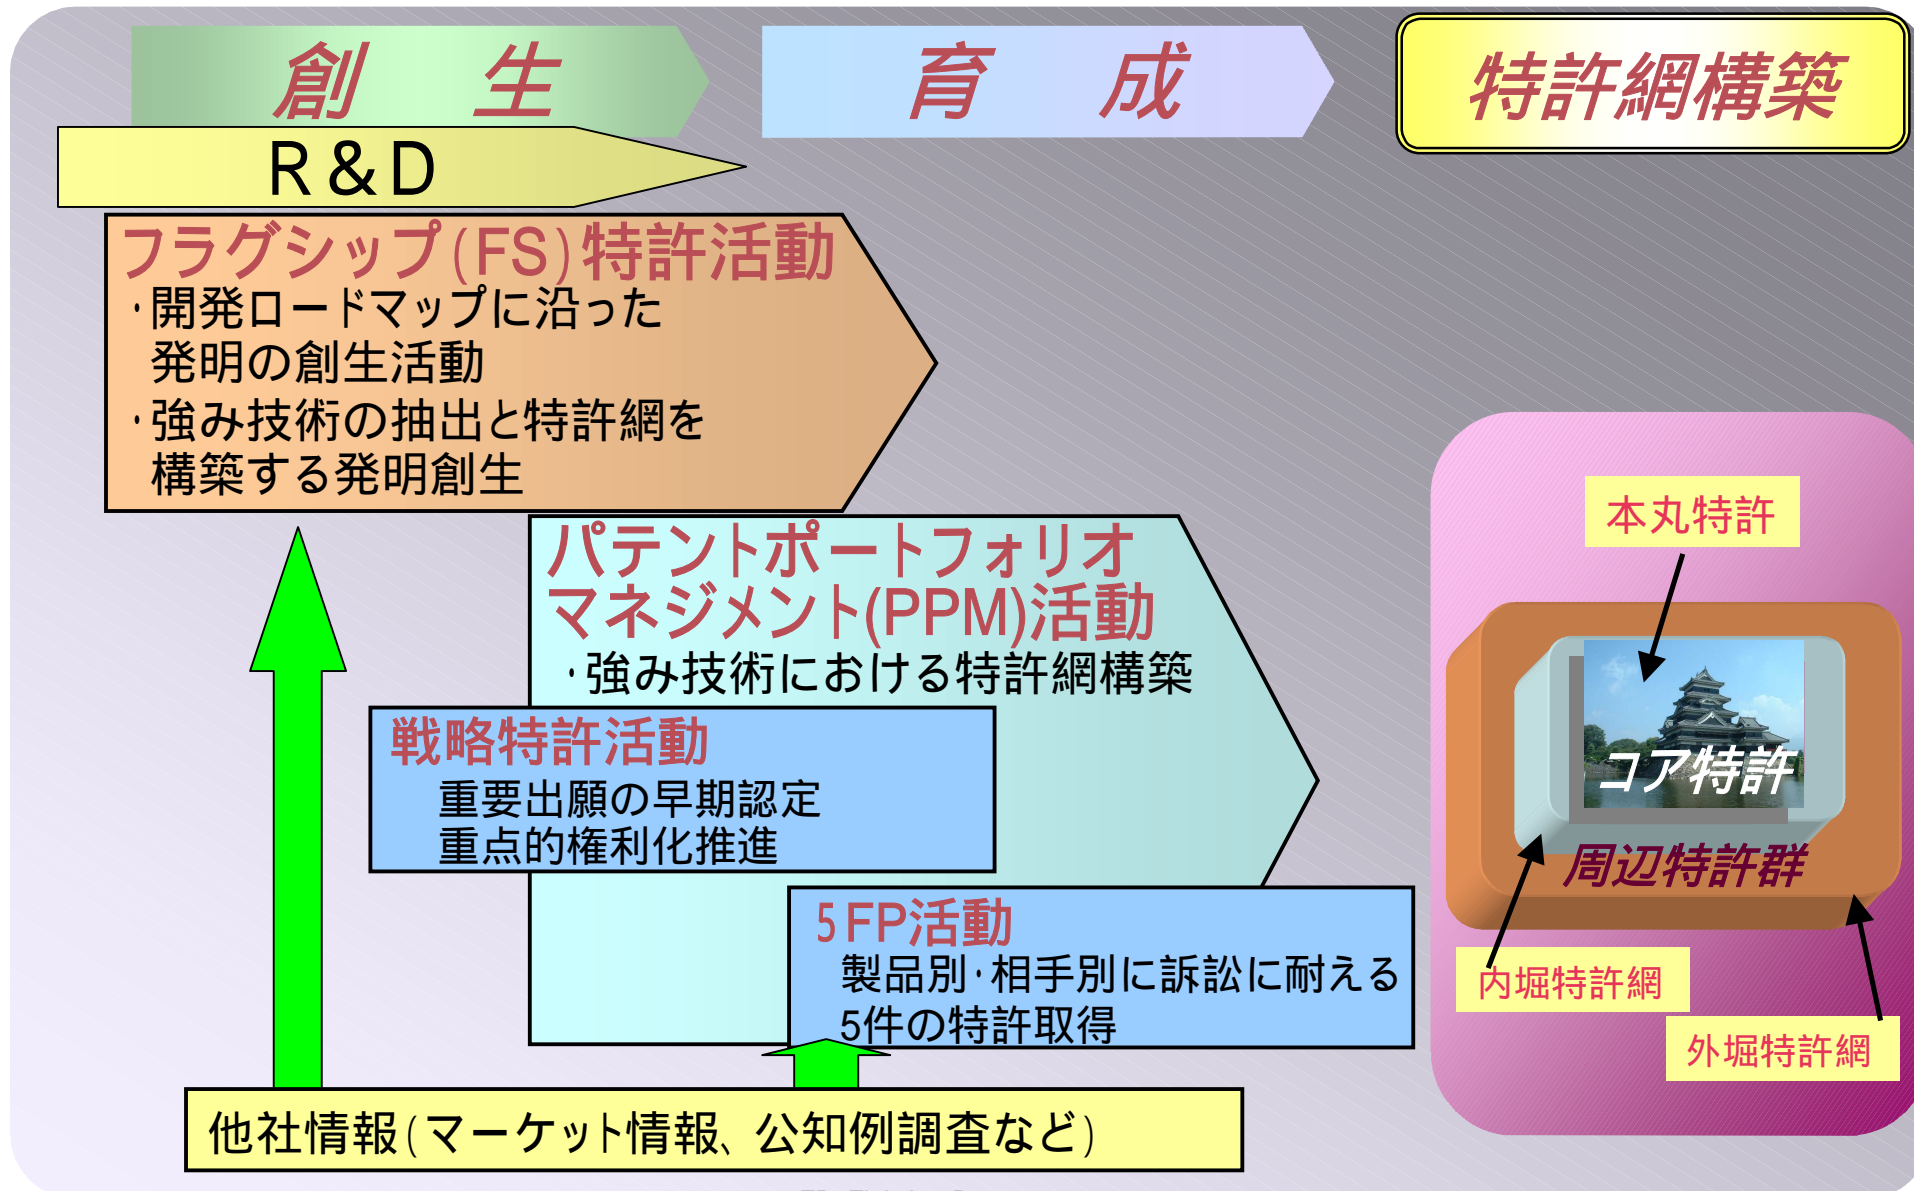 創 生
育 成
特許網構築
R&D
フラグシップ(FS)特許活動
・開発ロードマップに沿った
発明の創生活動
・強み技術の抽出と特許網を
構築する発明創生
パテントポートフォリオ
マネジメント(PPM)活動
・強み技術における特許網構築
戦略特許活動
重要出願の早期認定
重点的権利化推進
5FP活動
製品別・相手別に訴訟に耐える
5件の特許取得
他社情報(マーケット情報、公知例調査など)
本丸特許
コア特許
周辺特許群
内堀特許網
外堀特許網